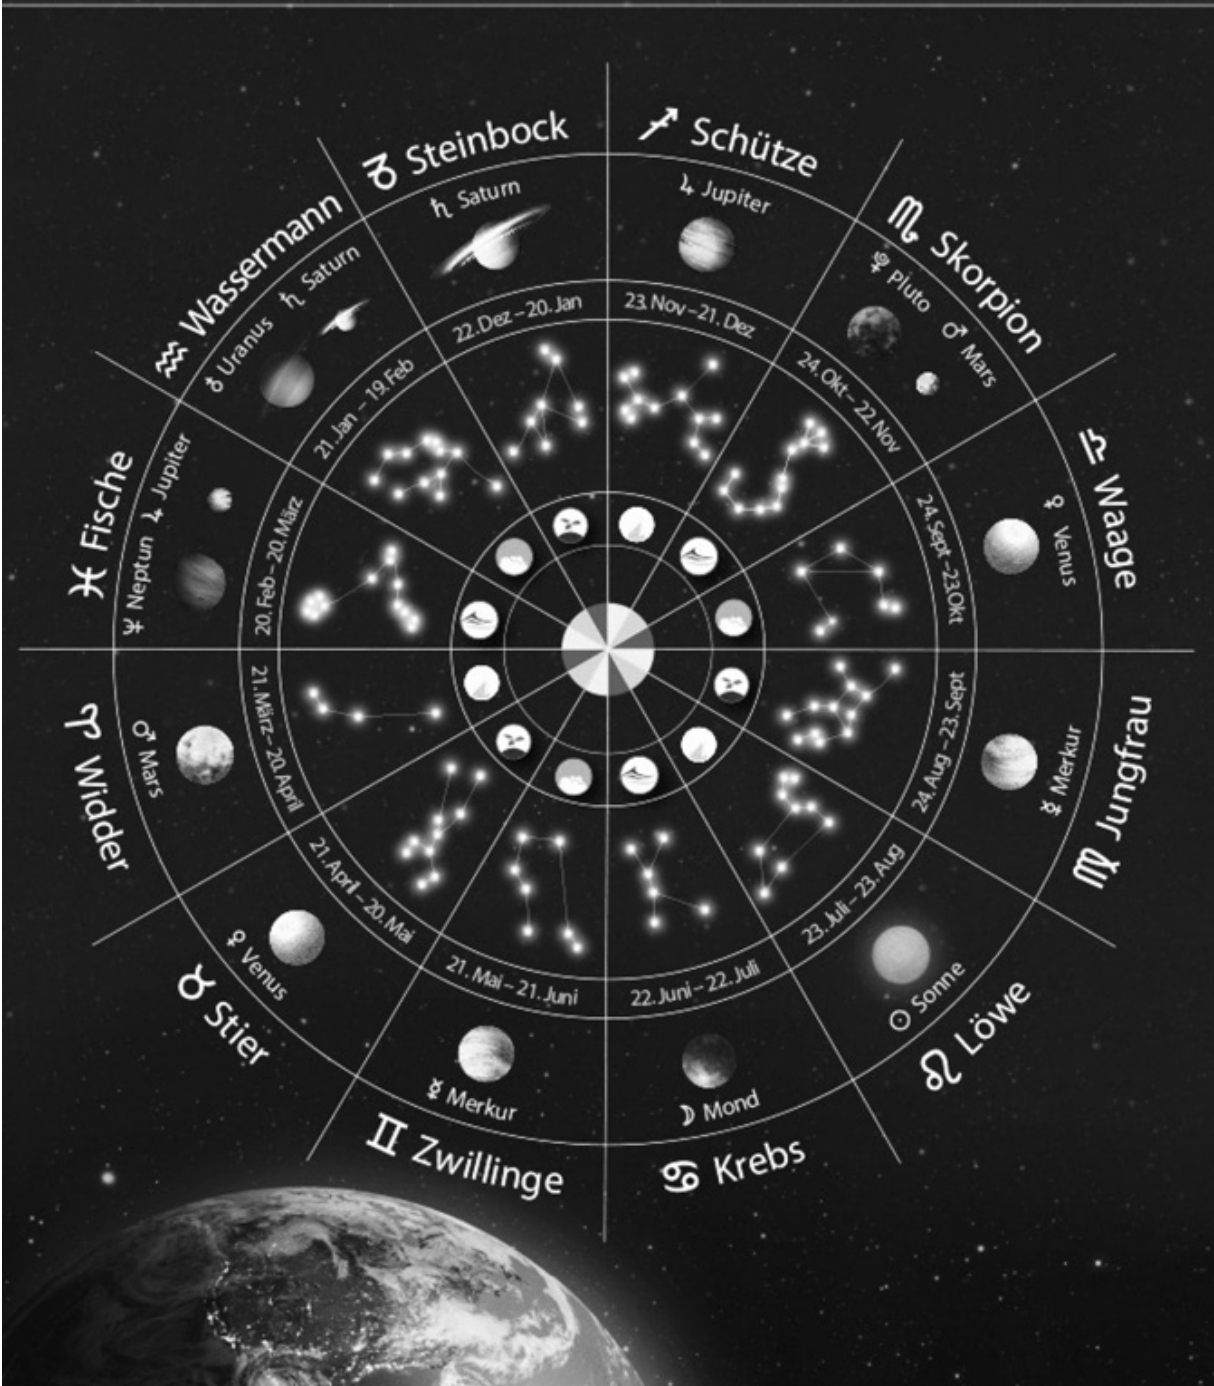 ♑ Steinbock
♄ Saturn
22. Dez – 20. Jan
♐ Schütze
♃ Jupiter
23. Nov – 21. Dez
♏ Skorpion
Pluto
♂ Mars
24. Okt – 22. Nov
♎ Waage
♀ Venus
24. Sept – 23.Okt
♍ Jungfrau
☿ Merkur
24. Aug – 23. Sept
♌ Löwe
☉ Sonne
23. Juli – 23. Aug
♋ Krebs
☽ Mond
22. Juni – 22. Juli
♊ Zwillinge
☿ Merkur
21. Mai – 21. Juni
♉ Stier
♀ Venus
21. April – 20. Mai
♈ Widder
♂ Mars
21. März – 20. April
♓ Fische
♆ Neptun ♃ Jupiter
20. Feb – 20. März
♒ Wassermann
Uranus ♄ Saturn
21. Jan – 19. Feb